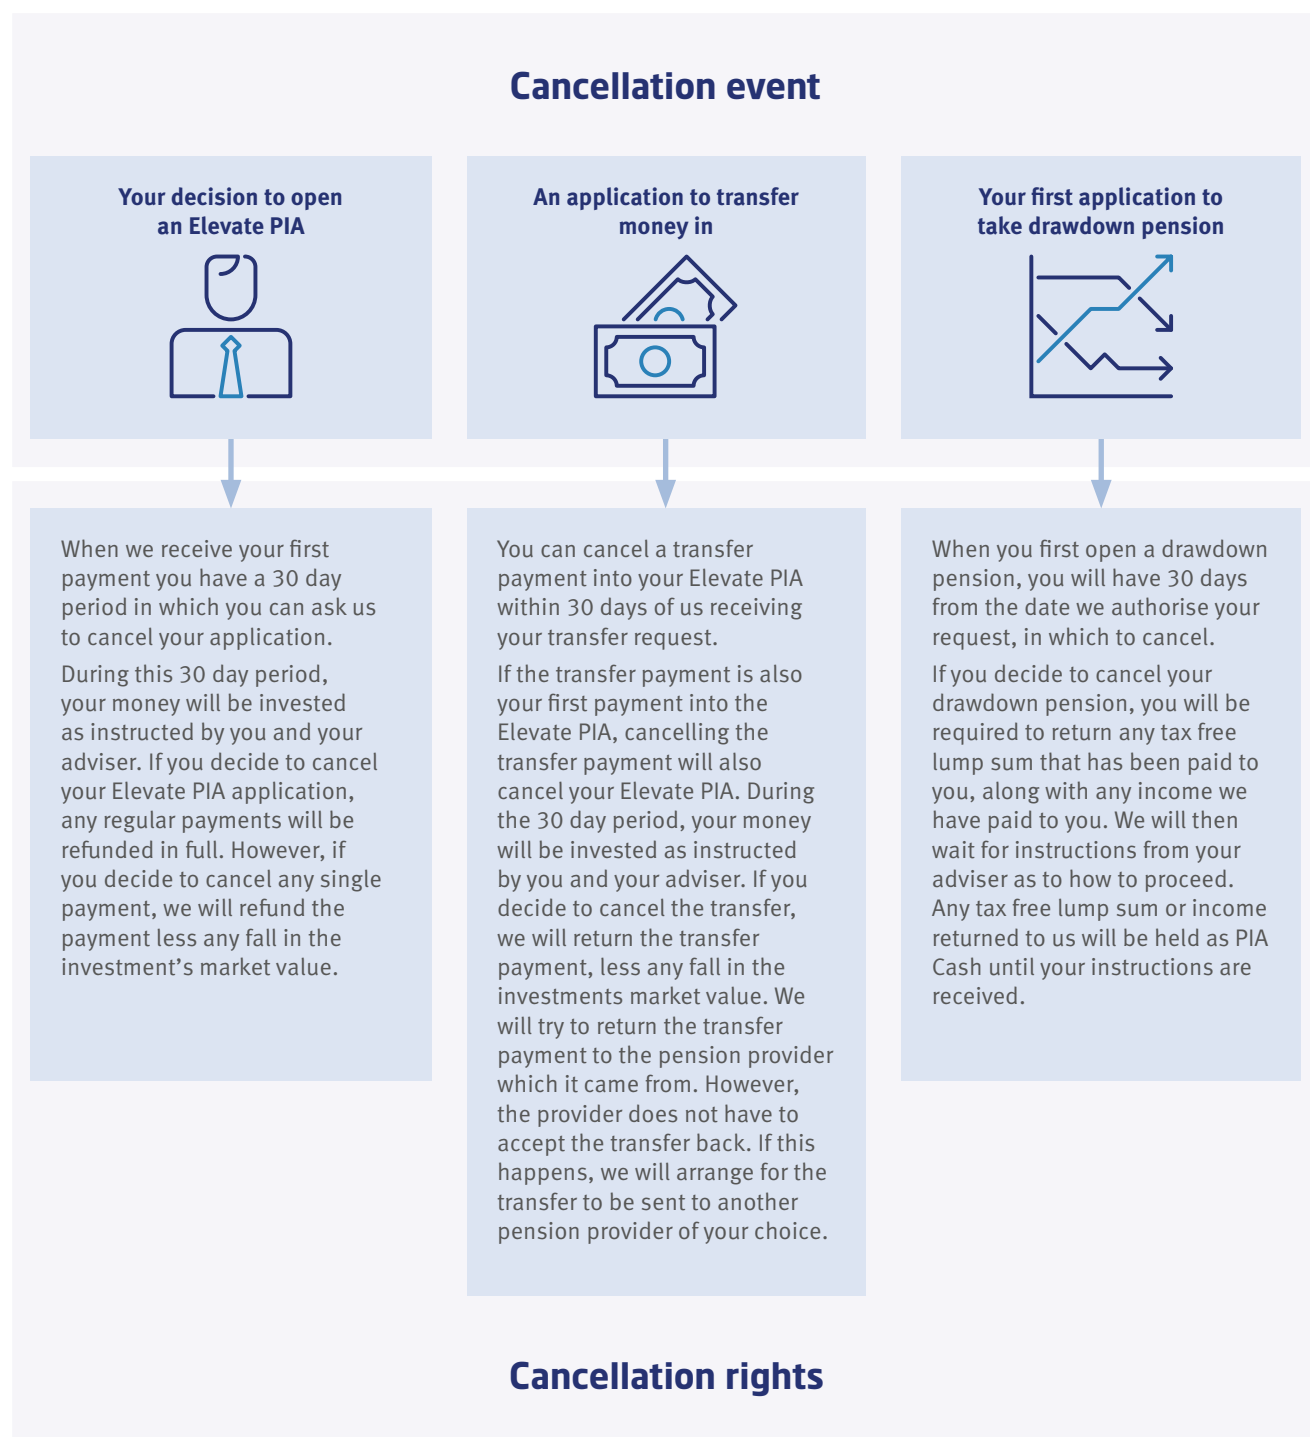 Cancellation event
Your decision to open
an Elevate PIA
An application to transfer
money in
Your first application to
take drawdown pension
When we receive your first
payment you have a 30 day
period in which you can ask us
to cancel your application.
During this 30 day period,
your money will be invested
as instructed by you and your
adviser. If you decide to cancel
your Elevate PIA application,
any regular payments will be
refunded in full. However, if
you decide to cancel any single
payment, we will refund the
payment less any fall in the
investment’s market value.
You can cancel a transfer
payment into your Elevate PIA
within 30 days of us receiving
your transfer request.
If the transfer payment is also
your first payment into the
Elevate PIA, cancelling the
transfer payment will also
cancel your Elevate PIA. During
the 30 day period, your money
will be invested as instructed
by you and your adviser. If you
decide to cancel the transfer,
we will return the transfer
payment, less any fall in the
investments market value. We
will try to return the transfer
payment to the pension provider
which it came from. However,
the provider does not have to
accept the transfer back. If this
happens, we will arrange for the
transfer to be sent to another
pension provider of your choice.
When you first open a drawdown
pension, you will have 30 days
from the date we authorise your
request, in which to cancel.
If you decide to cancel your
drawdown pension, you will be
required to return any tax free
lump sum that has been paid to
you, along with any income we
have paid to you. We will then
wait for instructions from your
adviser as to how to proceed.
Any tax free lump sum or income
returned to us will be held as PIA
Cash until your instructions are
received.
Cancellation rights